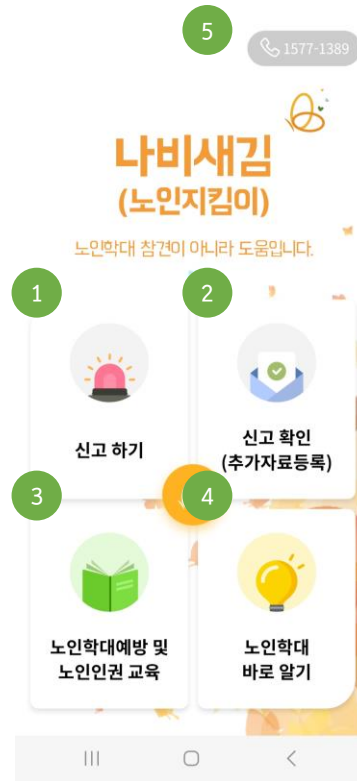 5
1577-1389
나비새김
(노인지킴이)
노인학대 참견이 아니라 도움입니다.
1
2
신고 하기
신고 확인
(추가자료등록)
3
4
노인학대예방 및
노인인권 교육
노인학대
바로 알기